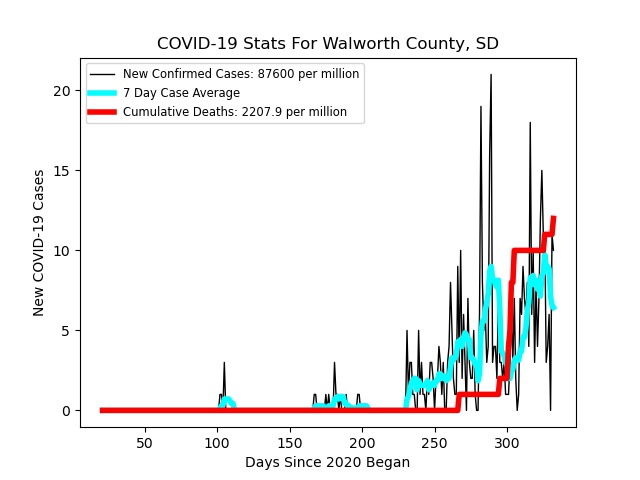 COVID-19 Stats For Walworth County, SD
New Confirmed Cases: 87600 per million
7 Day Case Average
Cumulative Deaths: 2207.9 per million
New COVID-19 Cases
20
15
10
5
0
50 100 150 200 250 300
Days Since 2020 Began